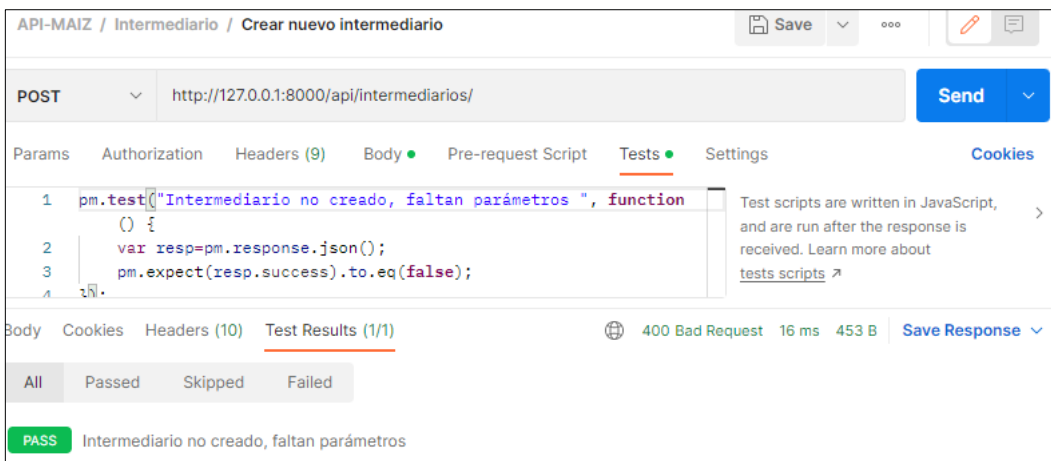 API-MAIZ / Intermediario / Crear nuevo intermediario Save
POST http://127.0.0.1:8000/api/intermediarios/ Send
Params Authorization Headers (9) Body Pre-request Script Tests Settings Cookies
1 pm.test("Intermediario no creado, faltan parámetros ", function
() {
2 var resp=pm.response.json();
3 pm.expect(resp.success).to.eq(false);
4 });
Test scripts are written in JavaScript,
and are run after the response is
received. Learn more about
tests scripts
Body Cookies Headers (10) Test Results (1/1) 400 Bad Request 16 ms 453 B Save Response
All Passed Skipped Failed
PASS Intermediario no creado, faltan parámetros